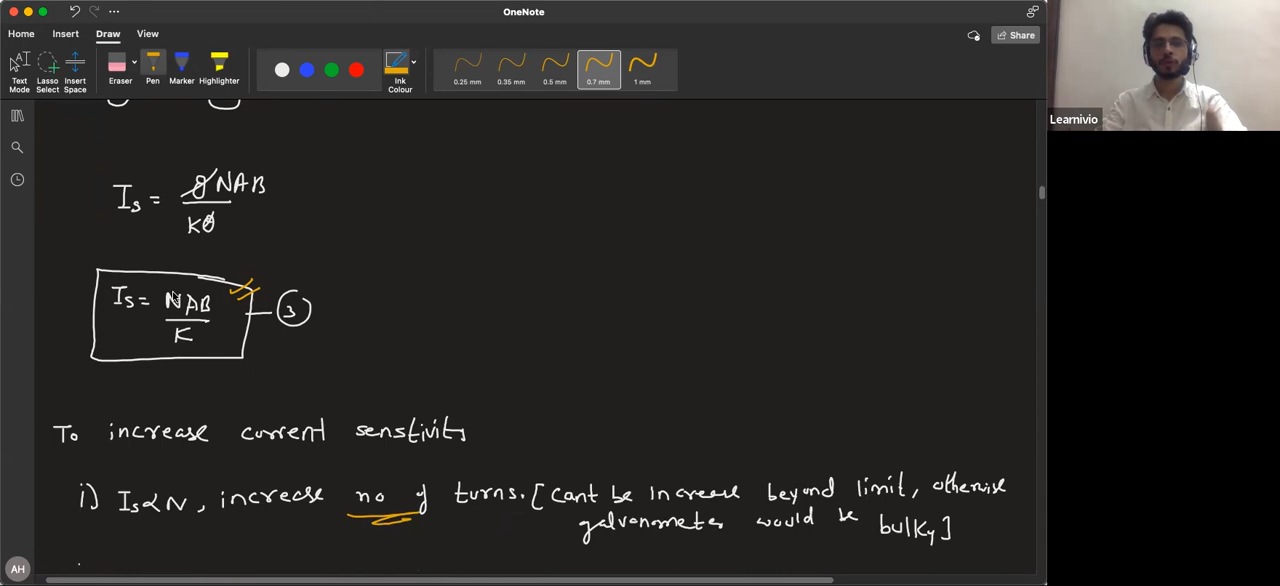 OneNote
Home Insert Draw View
Share
Text Mode
Lasso Select
Insert Space
Eraser
Pen
Marker
Highlighter
Ink Colour
0.25 mm
0.35 mm
0.5 mm
0.7 mm
1 mm
Learnivio
Is = θNAB
Kθ
Is = NAB
K
3
To increase current senstivity
i) Is∝N, increase no of turns. [Cant be increase beyond limit, otherwise
galvanometer would be bulky]
AH